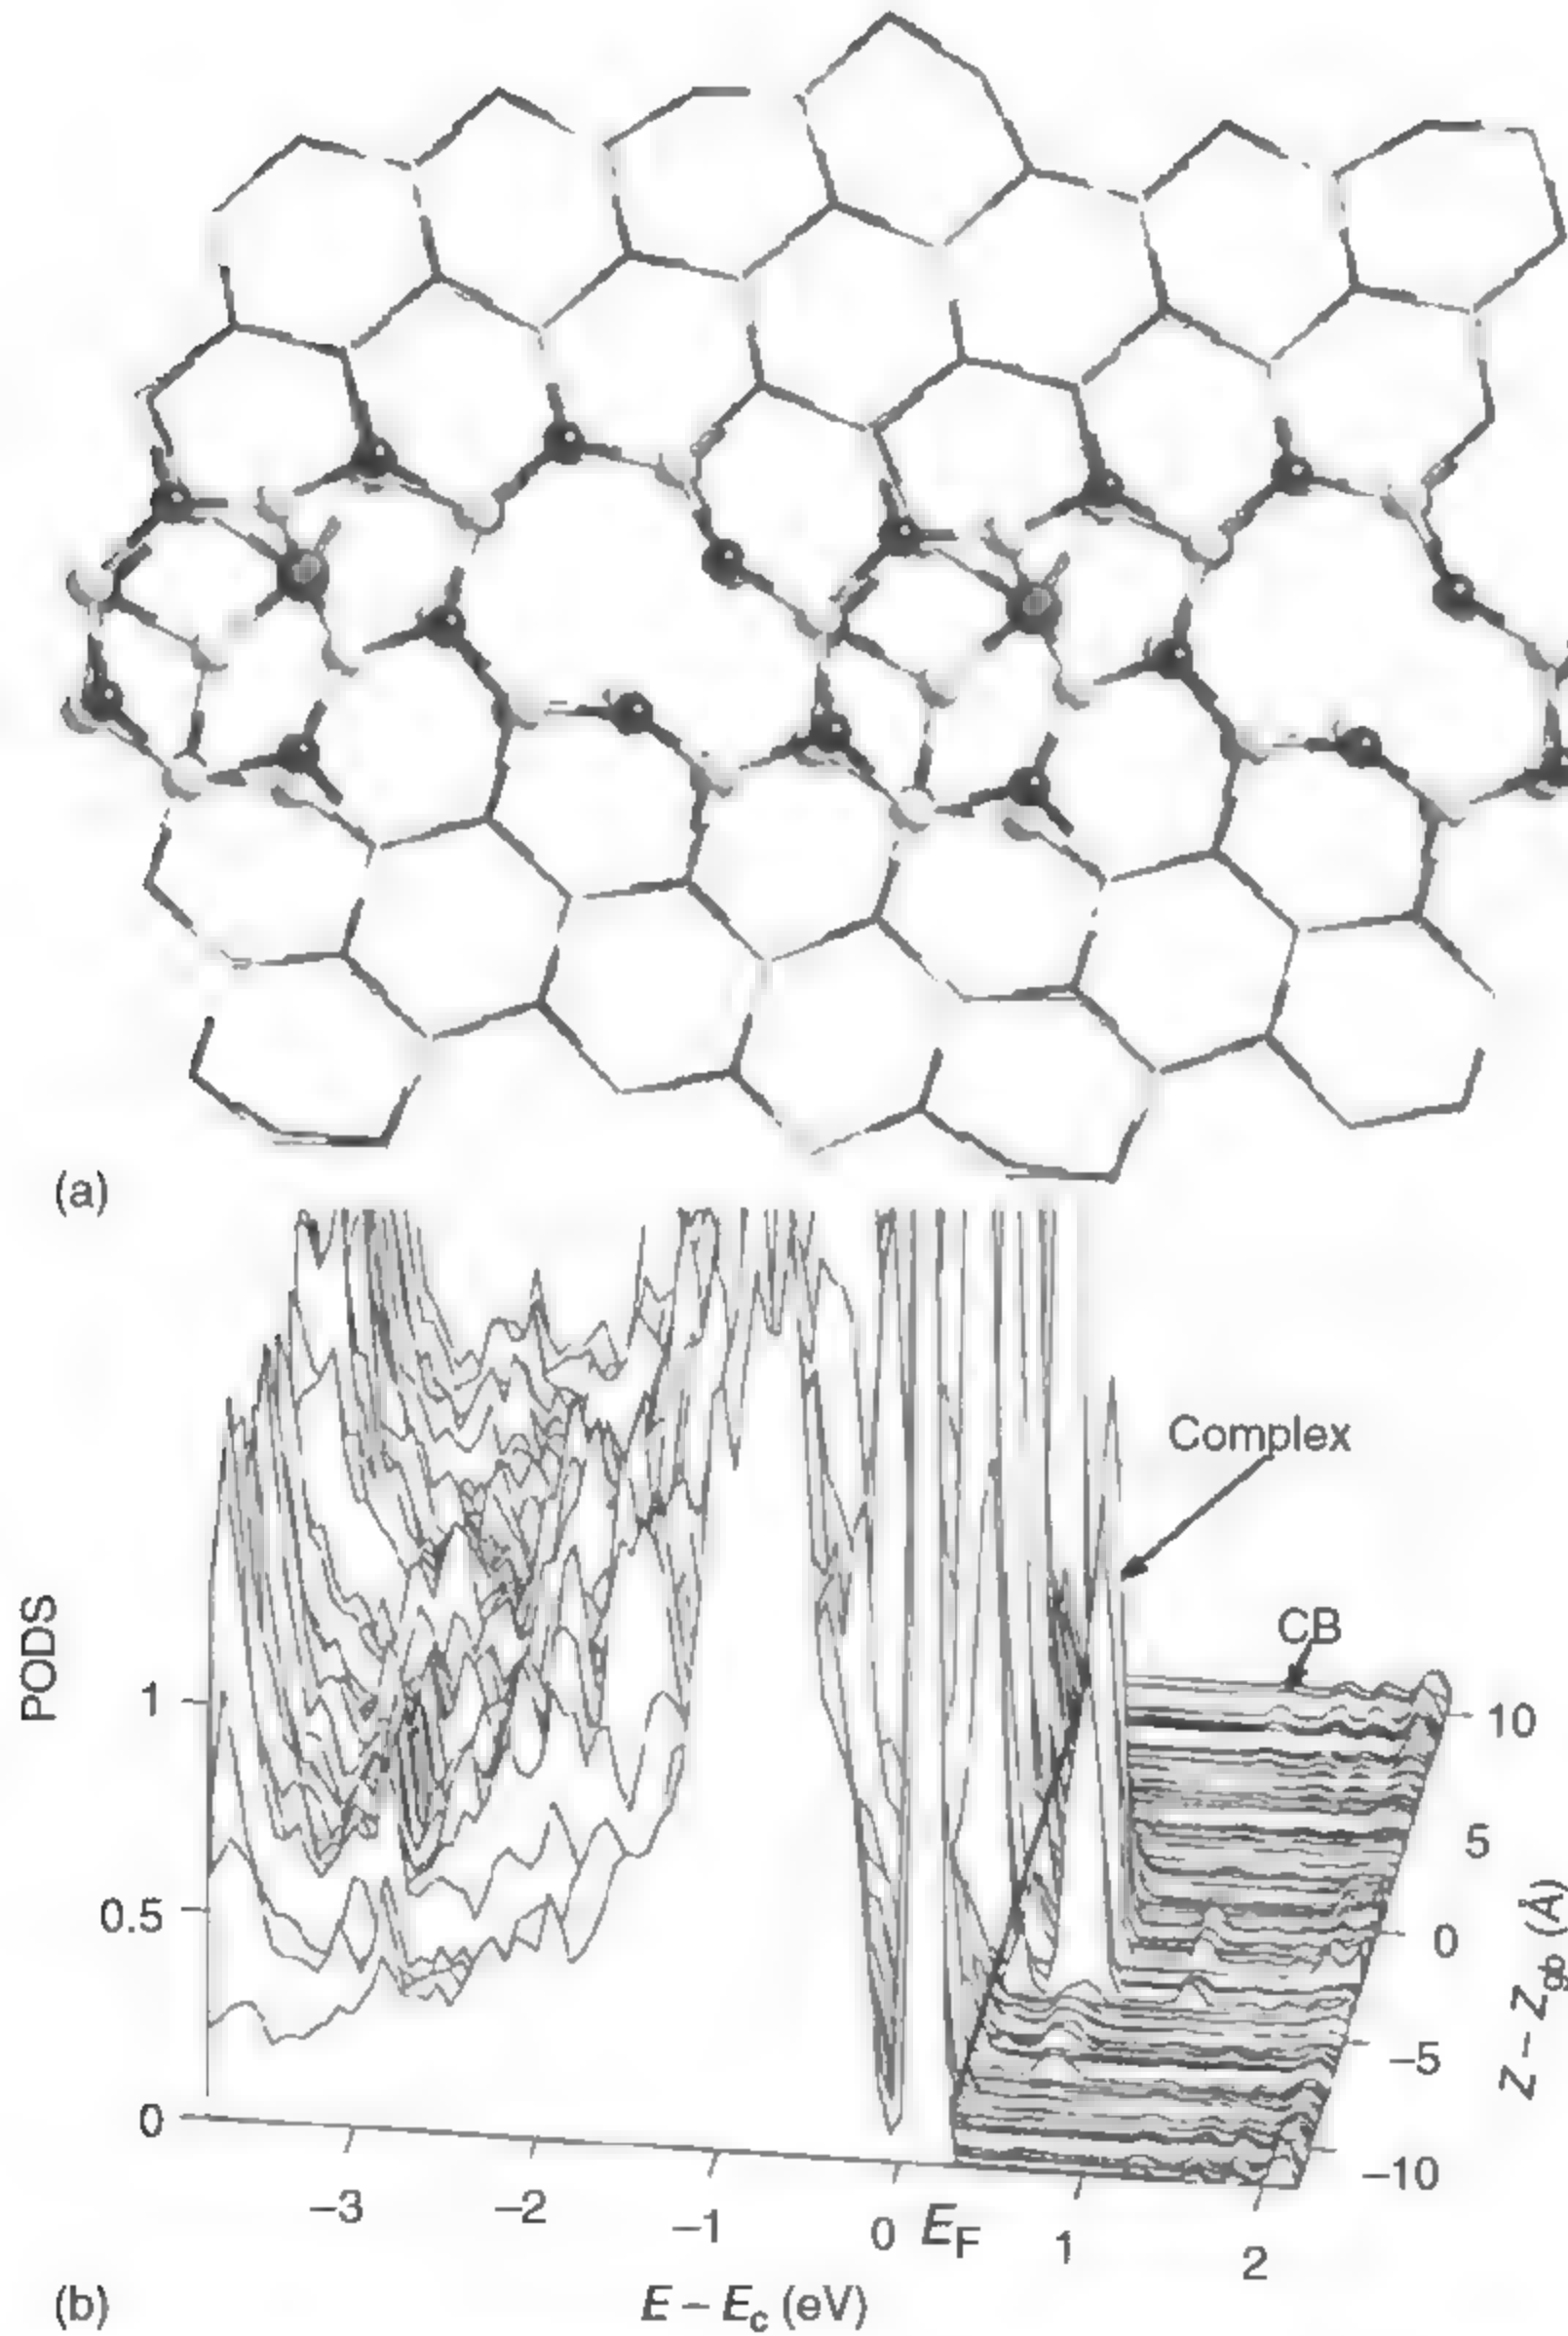 (a)
Complex
CB
PODS
1
0.5
0
10
5
0
–5
–10
z – z_gb (Å)
–3
–2
–1
0
E_F
1
2
E – E_c (eV)
(b)